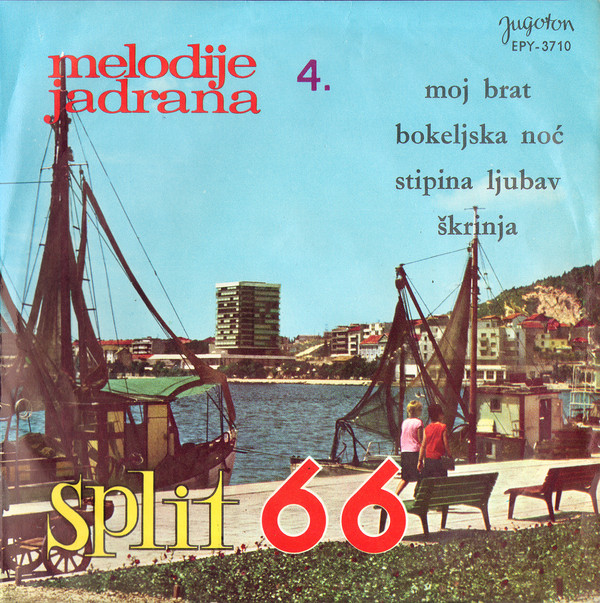 Jugoton
EPY-3710
melodije
jadrana
4.
moj brat
bokeljska noć
stipina ljubav
škrinja
split 66